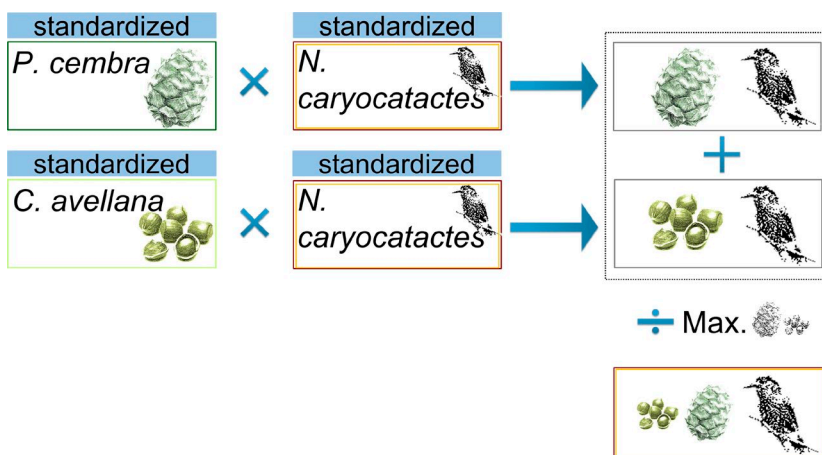 standardized
standardized
P. cembra
×
N.
caryocatactes
+
standardized
standardized
C. avellana
×
N.
caryocatactes
÷ Max.